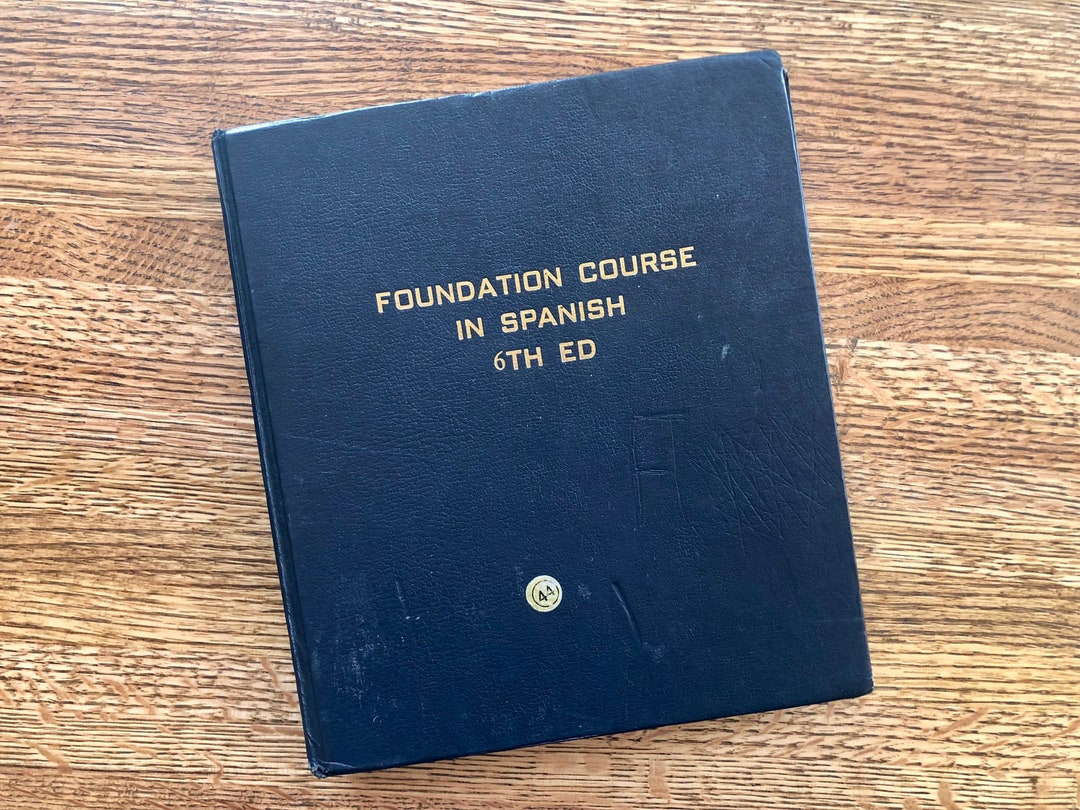 FOUNDATION COURSE
IN SPANISH
6TH ED
44